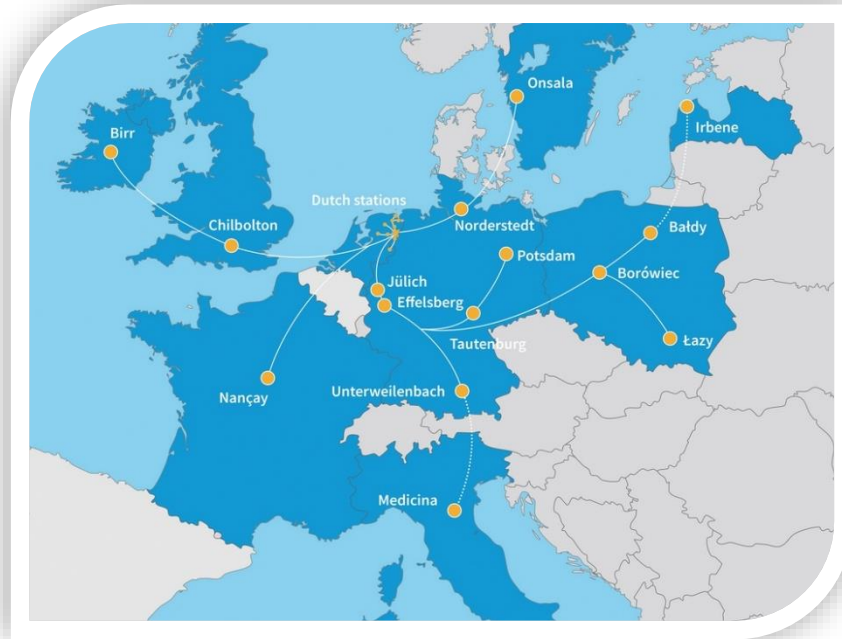 Onsala
Birr
Irbene
Dutch stations
Chilbolton
Norderstedt
Bałdy
Potsdam
Borówiec
Jülich
Effelsberg
Tautenburg
Łazy
Nançay
Unterweilenbach
Medicina